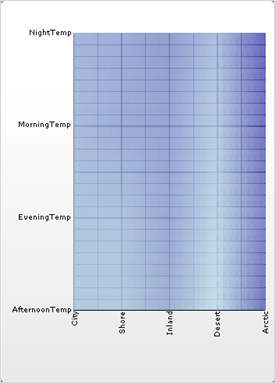 NightTemp
MorningTemp
EveningTemp
AfternoonTemp
City
Shore
Inland
Desert
Arctic